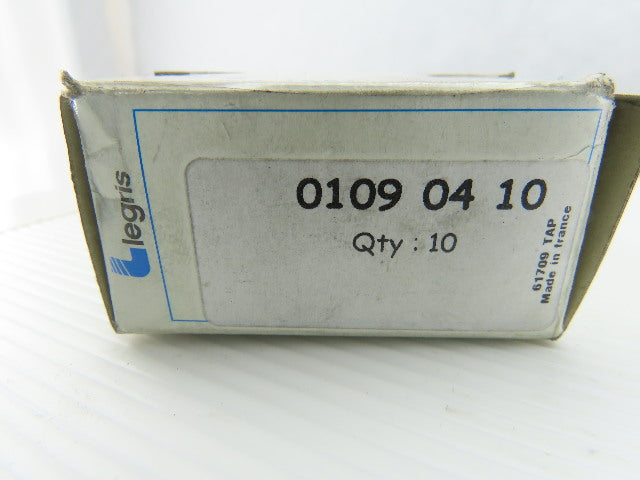 legris
0109 04 10
Qty : 10
61709 TAP
Made in france